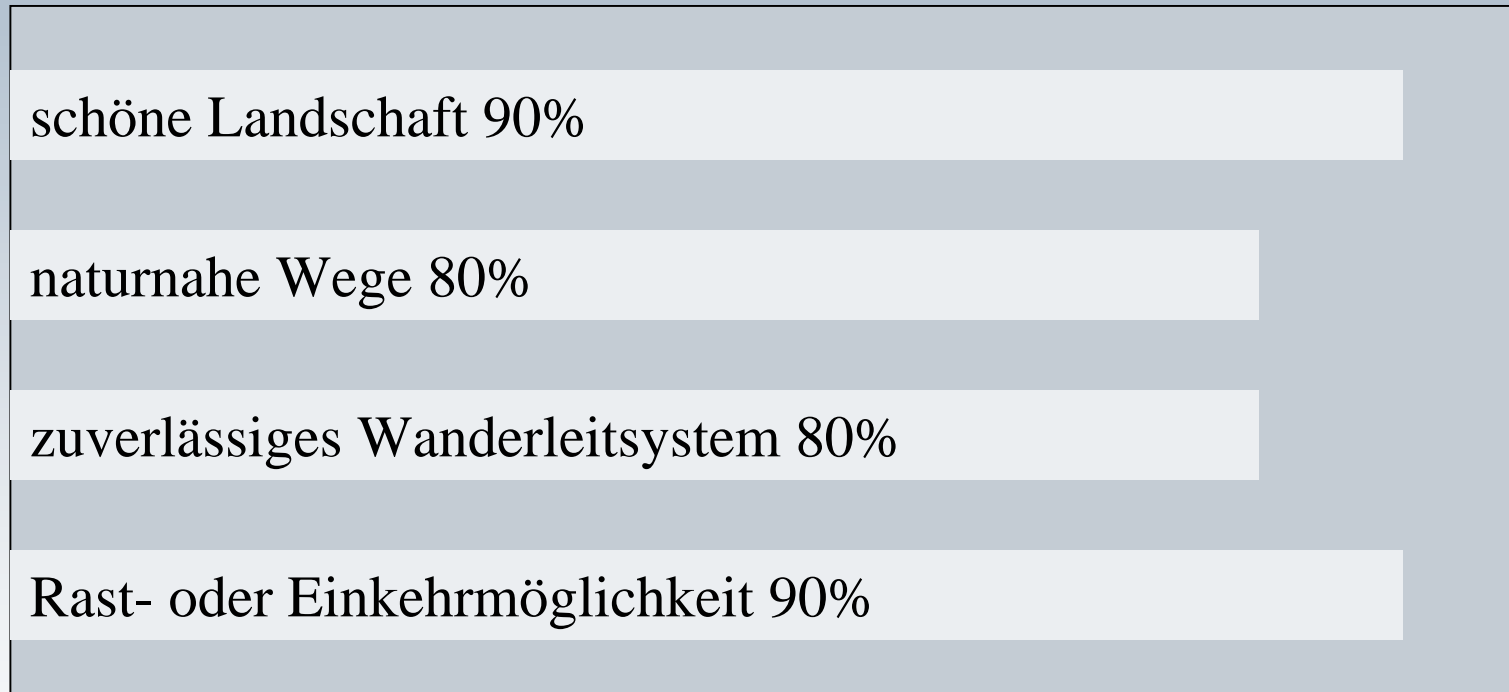 schöne Landschaft 90%
naturnahe Wege 80%
zuverlässiges Wanderleitsystem 80%
Rast- oder Einkehrmöglichkeit 90%